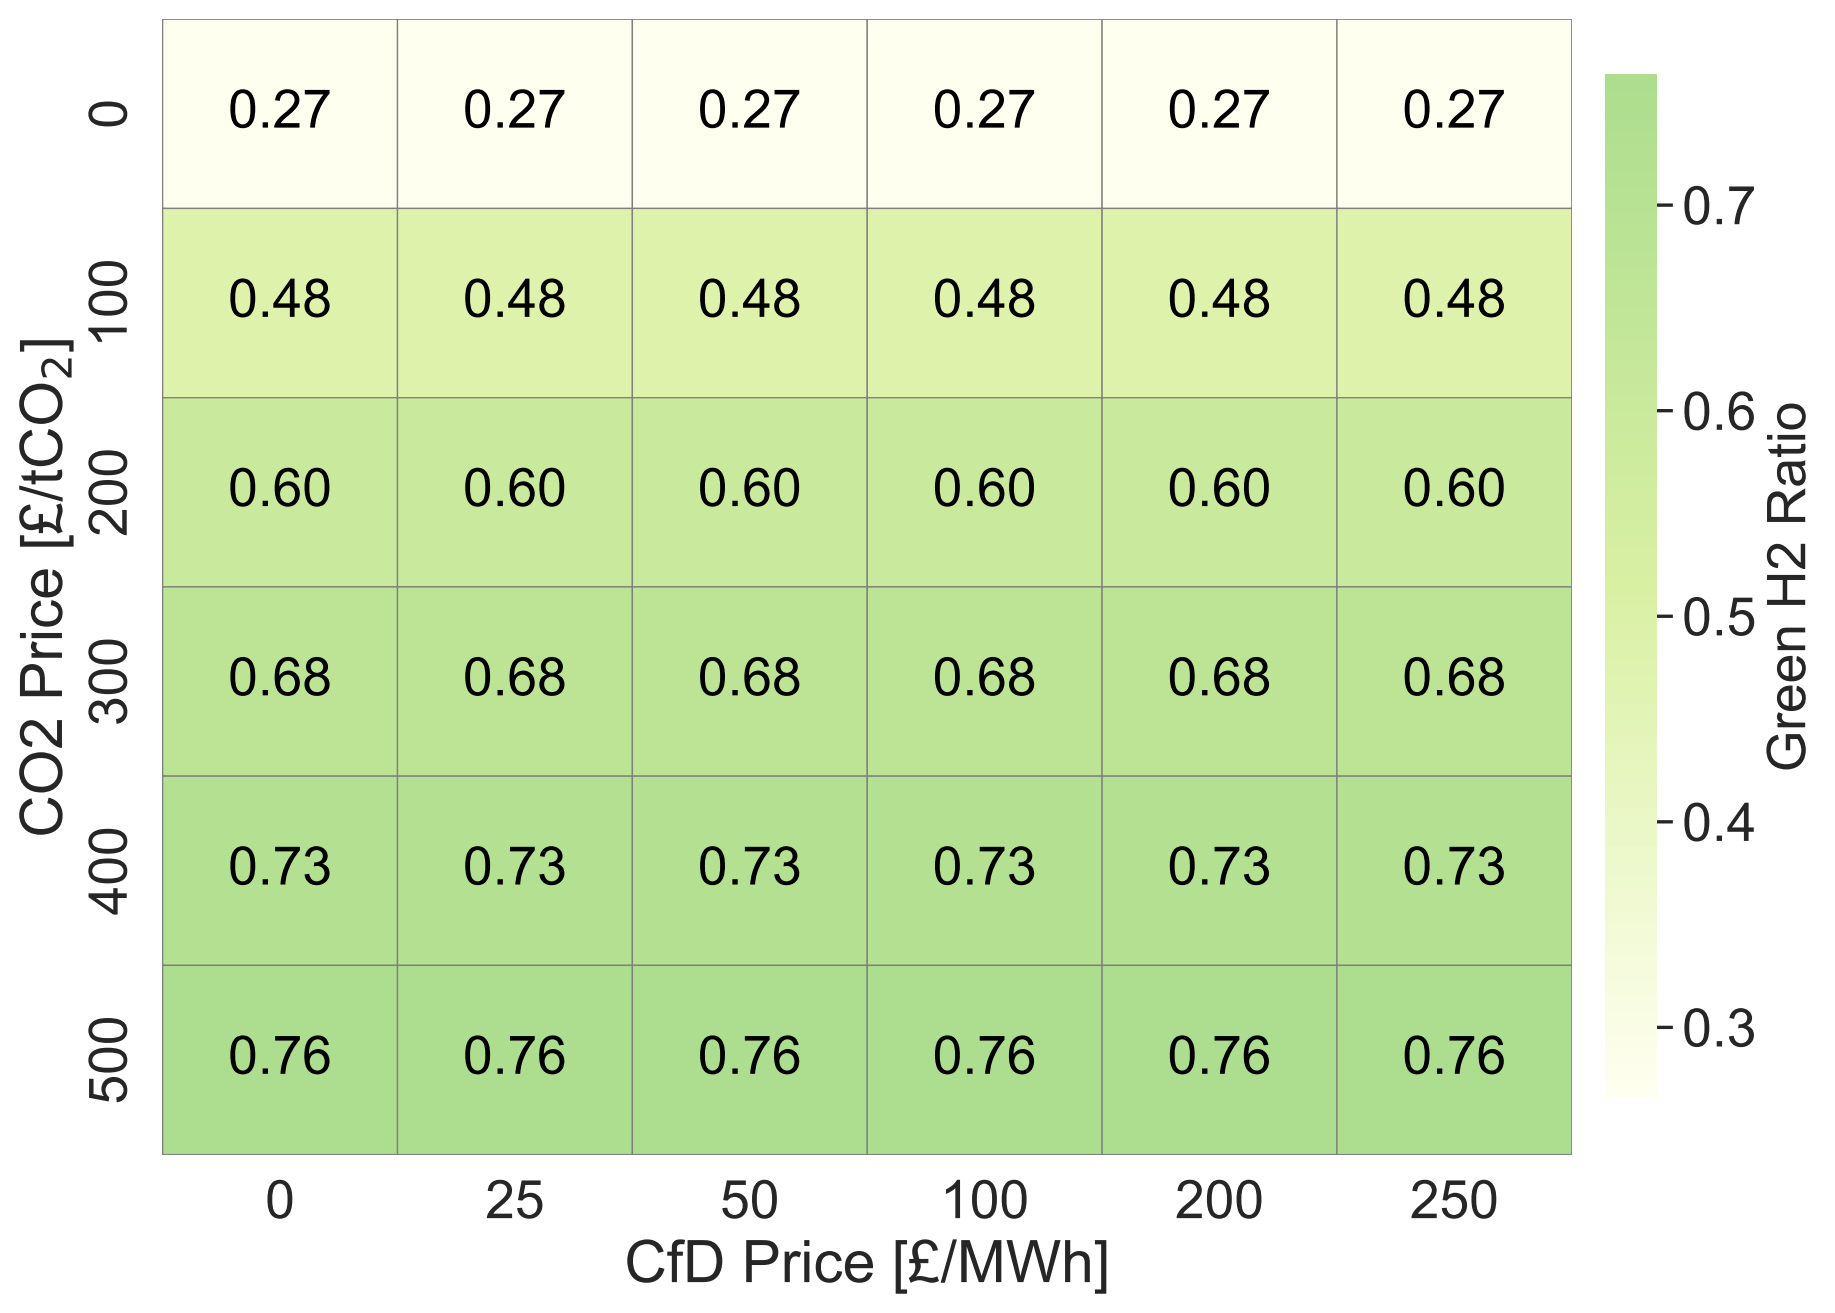 0 0.27 0.27 0.27 0.27 0.27 0.27
100 0.48 0.48 0.48 0.48 0.48 0.48
200 0.60 0.60 0.60 0.60 0.60 0.60
300 0.68 0.68 0.68 0.68 0.68 0.68
400 0.73 0.73 0.73 0.73 0.73 0.73
500 0.76 0.76 0.76 0.76 0.76 0.76
0 25 50 100 200 250
CfD Price [£/MWh]
CO2 Price [£/tCO₂]
0.7
0.6
0.5
0.4
0.3
Green H2 Ratio